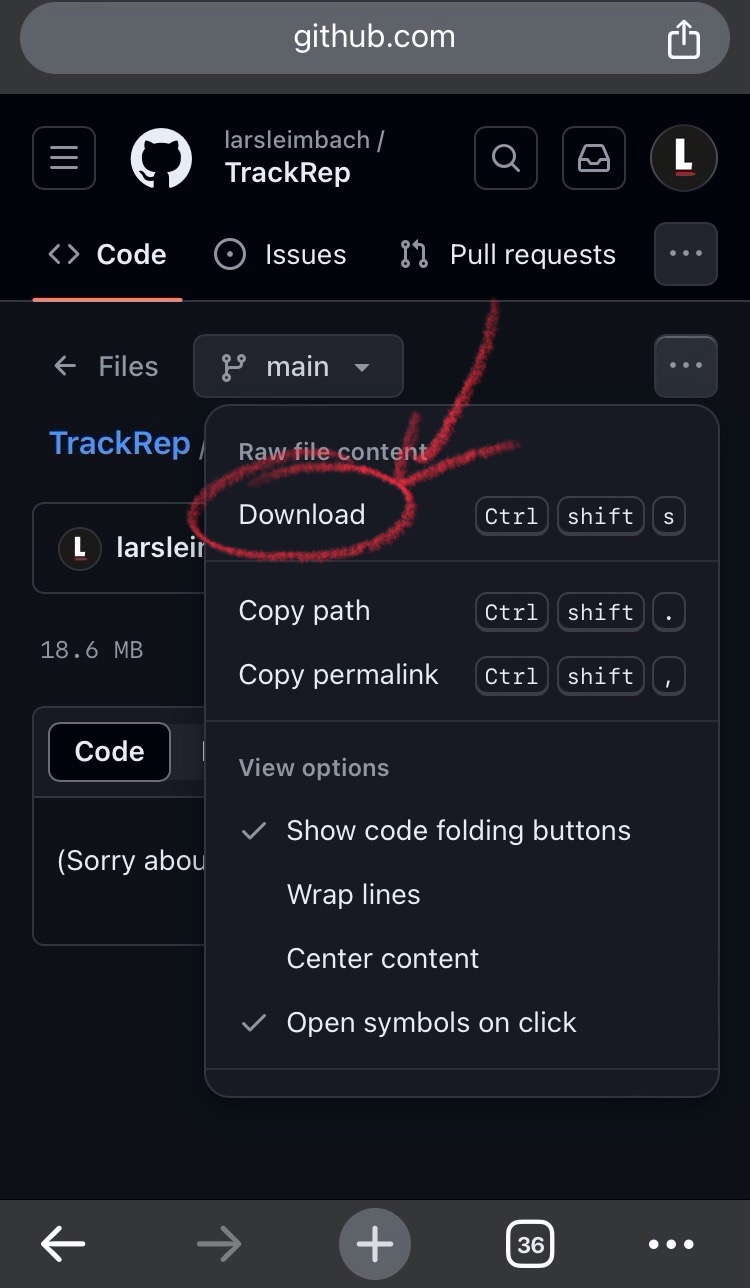 github.com
larsleimbach /
TrackRep
Code
Issues
Pull requests
Files
main
TrackRep /
Raw file content
Download Ctrl shift s
larslei
Copy path Ctrl shift .
18.6 MB
Copy permalink Ctrl shift ,
Code
View options
Show code folding buttons
(Sorry abou
Wrap lines
Center content
Open symbols on click
36